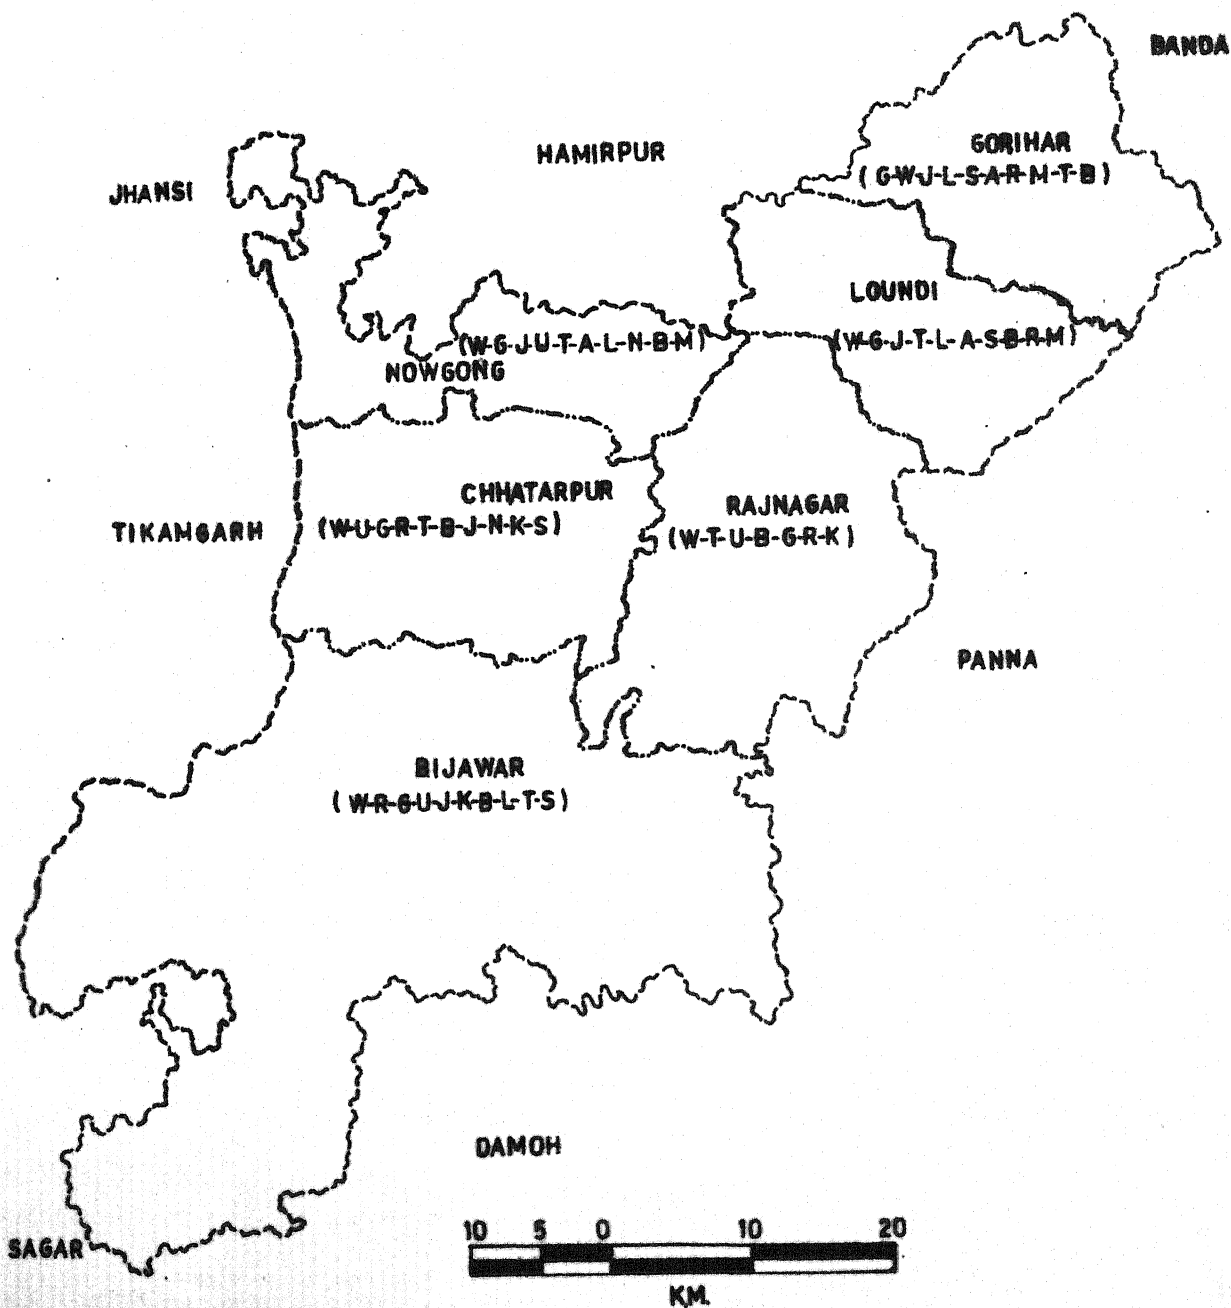 BANDA
GORIHAR
(G-W-J-L-S-A-R-M-T-B)
HAMIRPUR
JHANSI
LOUNDI
(W-G-J-T-L-A-S-B-R-M)
(W-G-J-U-T-A-L-N-B-M)
NOWGONG
CHHATARPUR
(W-U-G-R-T-B-J-N-K-S)
RAJNAGAR
(W-T-U-B-G-R-K)
TIKAMGARH
PANNA
BIJAWAR
(W-R-G-U-J-K-B-L-T-S)
DAMOH
SAGAR
10 5 0 10 20
KM.